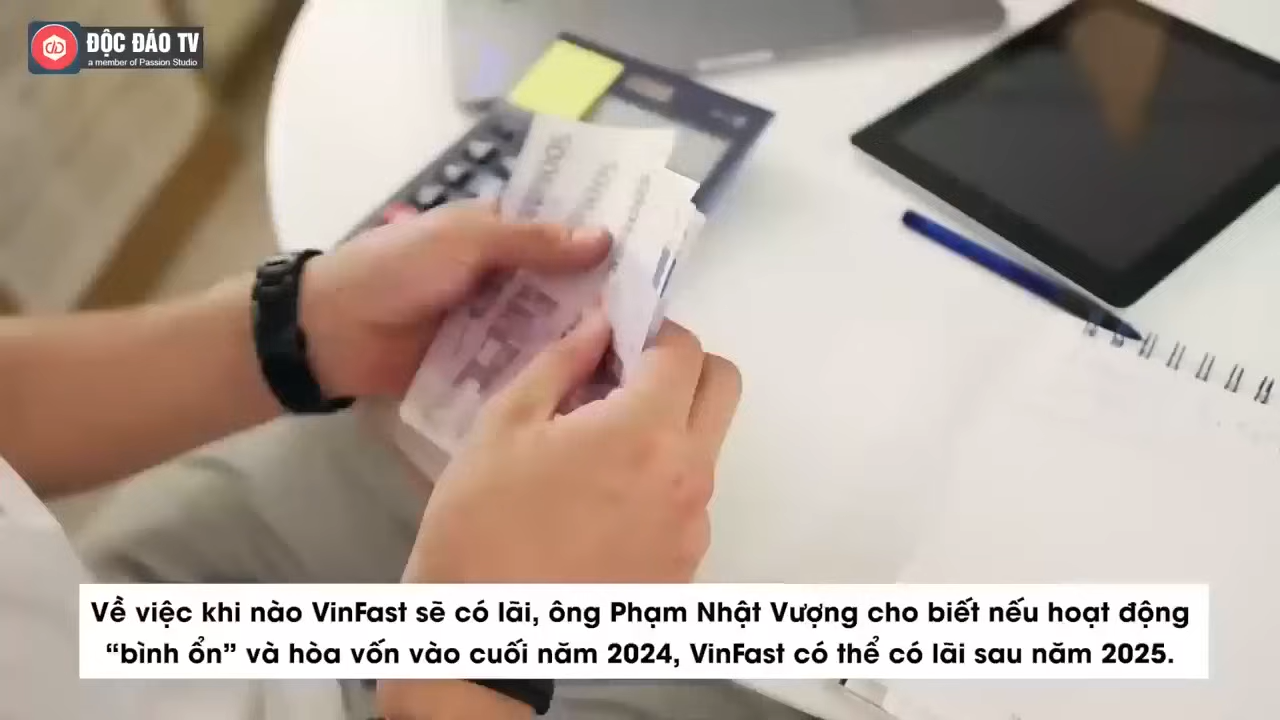 ĐỘC ĐÁO TV
a member of Passion Studio
Về việc khi nào VinFast sẽ có lãi, ông Phạm Nhật Vượng cho biết nếu hoạt động
“bình ổn” và hòa vốn vào cuối năm 2024, VinFast có thể có lãi sau năm 2025.